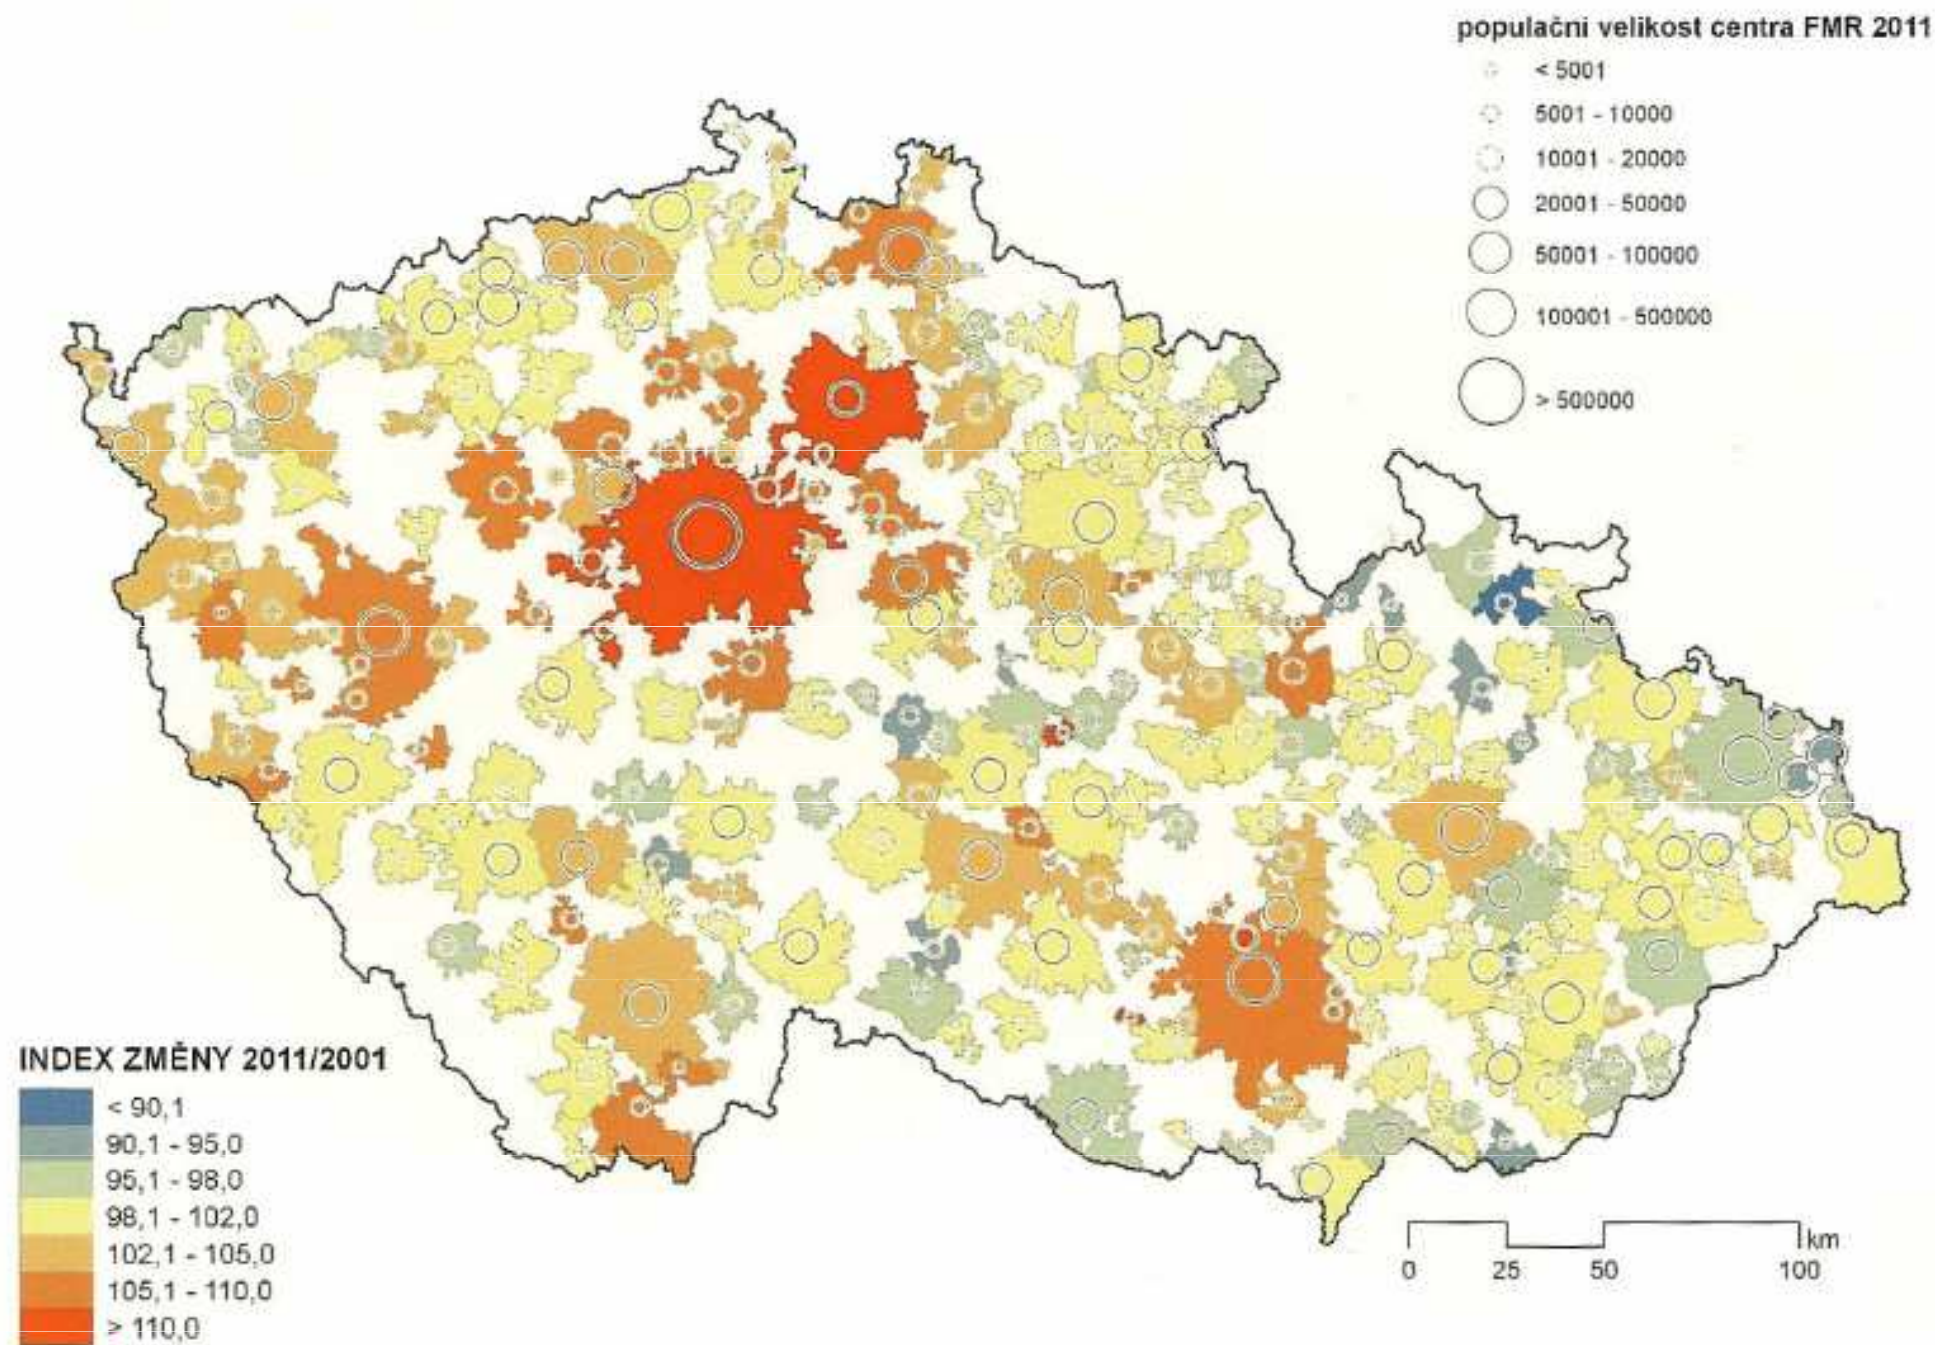 populační velikost centra FMR 2011
< 5001
5001 - 10000
10001 - 20000
20001 - 50000
50001 - 100000
100001 - 500000
> 500000
INDEX ZMĚNY 2011/2001
< 90,1
90,1 - 95,0
95,1 - 98,0
98,1 - 102,0
102,1 - 105,0
105,1 - 110,0
> 110,0
km
0 25 50 100